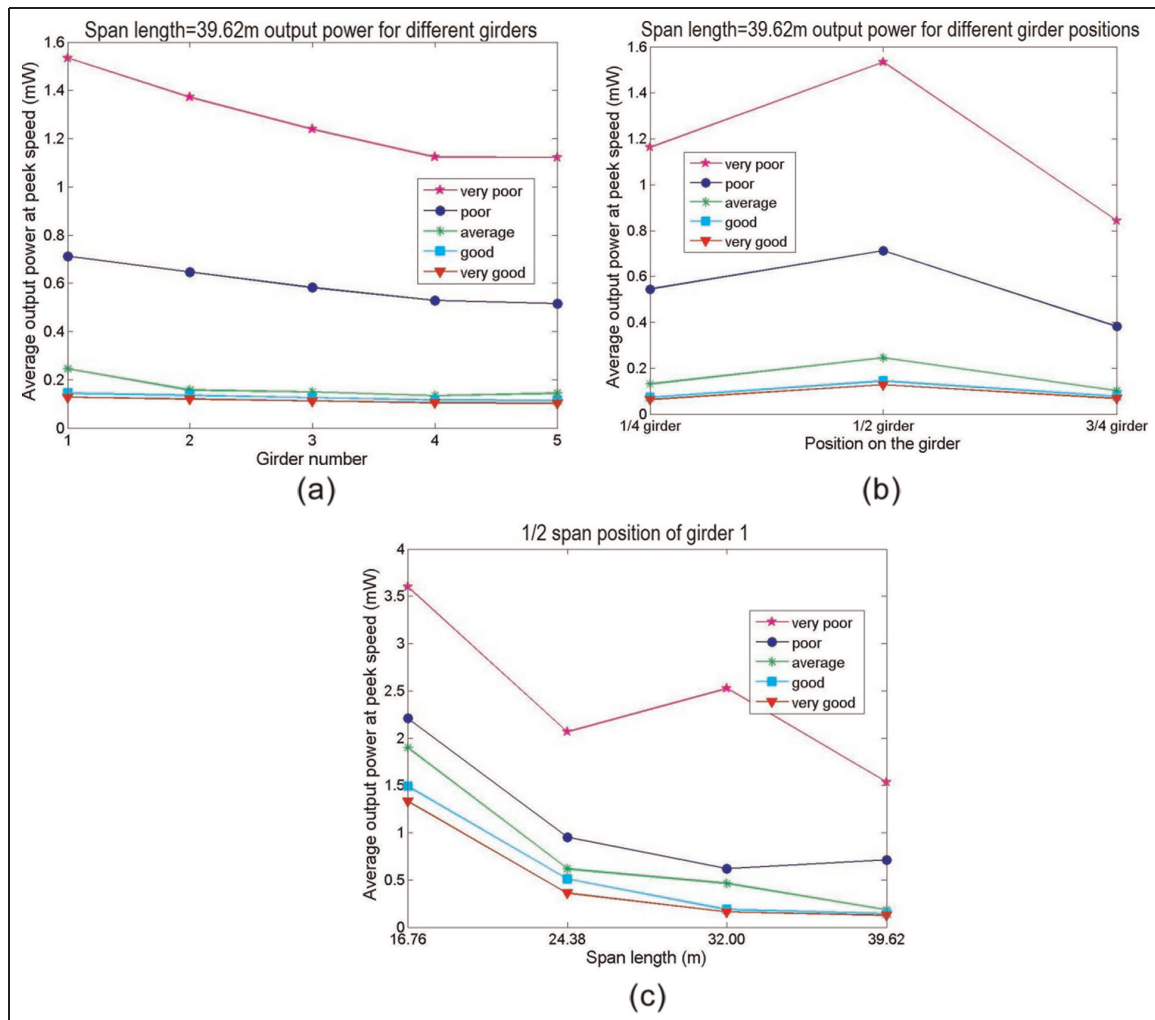 Span length=39.62m output power for different girders
Average output power at peek speed (mW)
1.6
1.4
1.2
1
0.8
0.6
0.4
0.2
0
very poor
poor
average
good
very good
1 2 3 4 5
Girder number
(a)
Span length=39.62m output power for different girder positions
Average output power at peek speed (mW)
1.6
1.4
1.2
1
0.8
0.6
0.4
0.2
0
very poor
poor
average
good
very good
1/4 girder 1/2 girder 3/4 girder
Position on the girder
(b)
1/2 span position of girder 1
Average output power at peek speed (mW)
4
3.5
3
2.5
2
1.5
1
0.5
0
very poor
poor
average
good
very good
16.76 24.38 32.00 39.62
Span length (m)
(c)